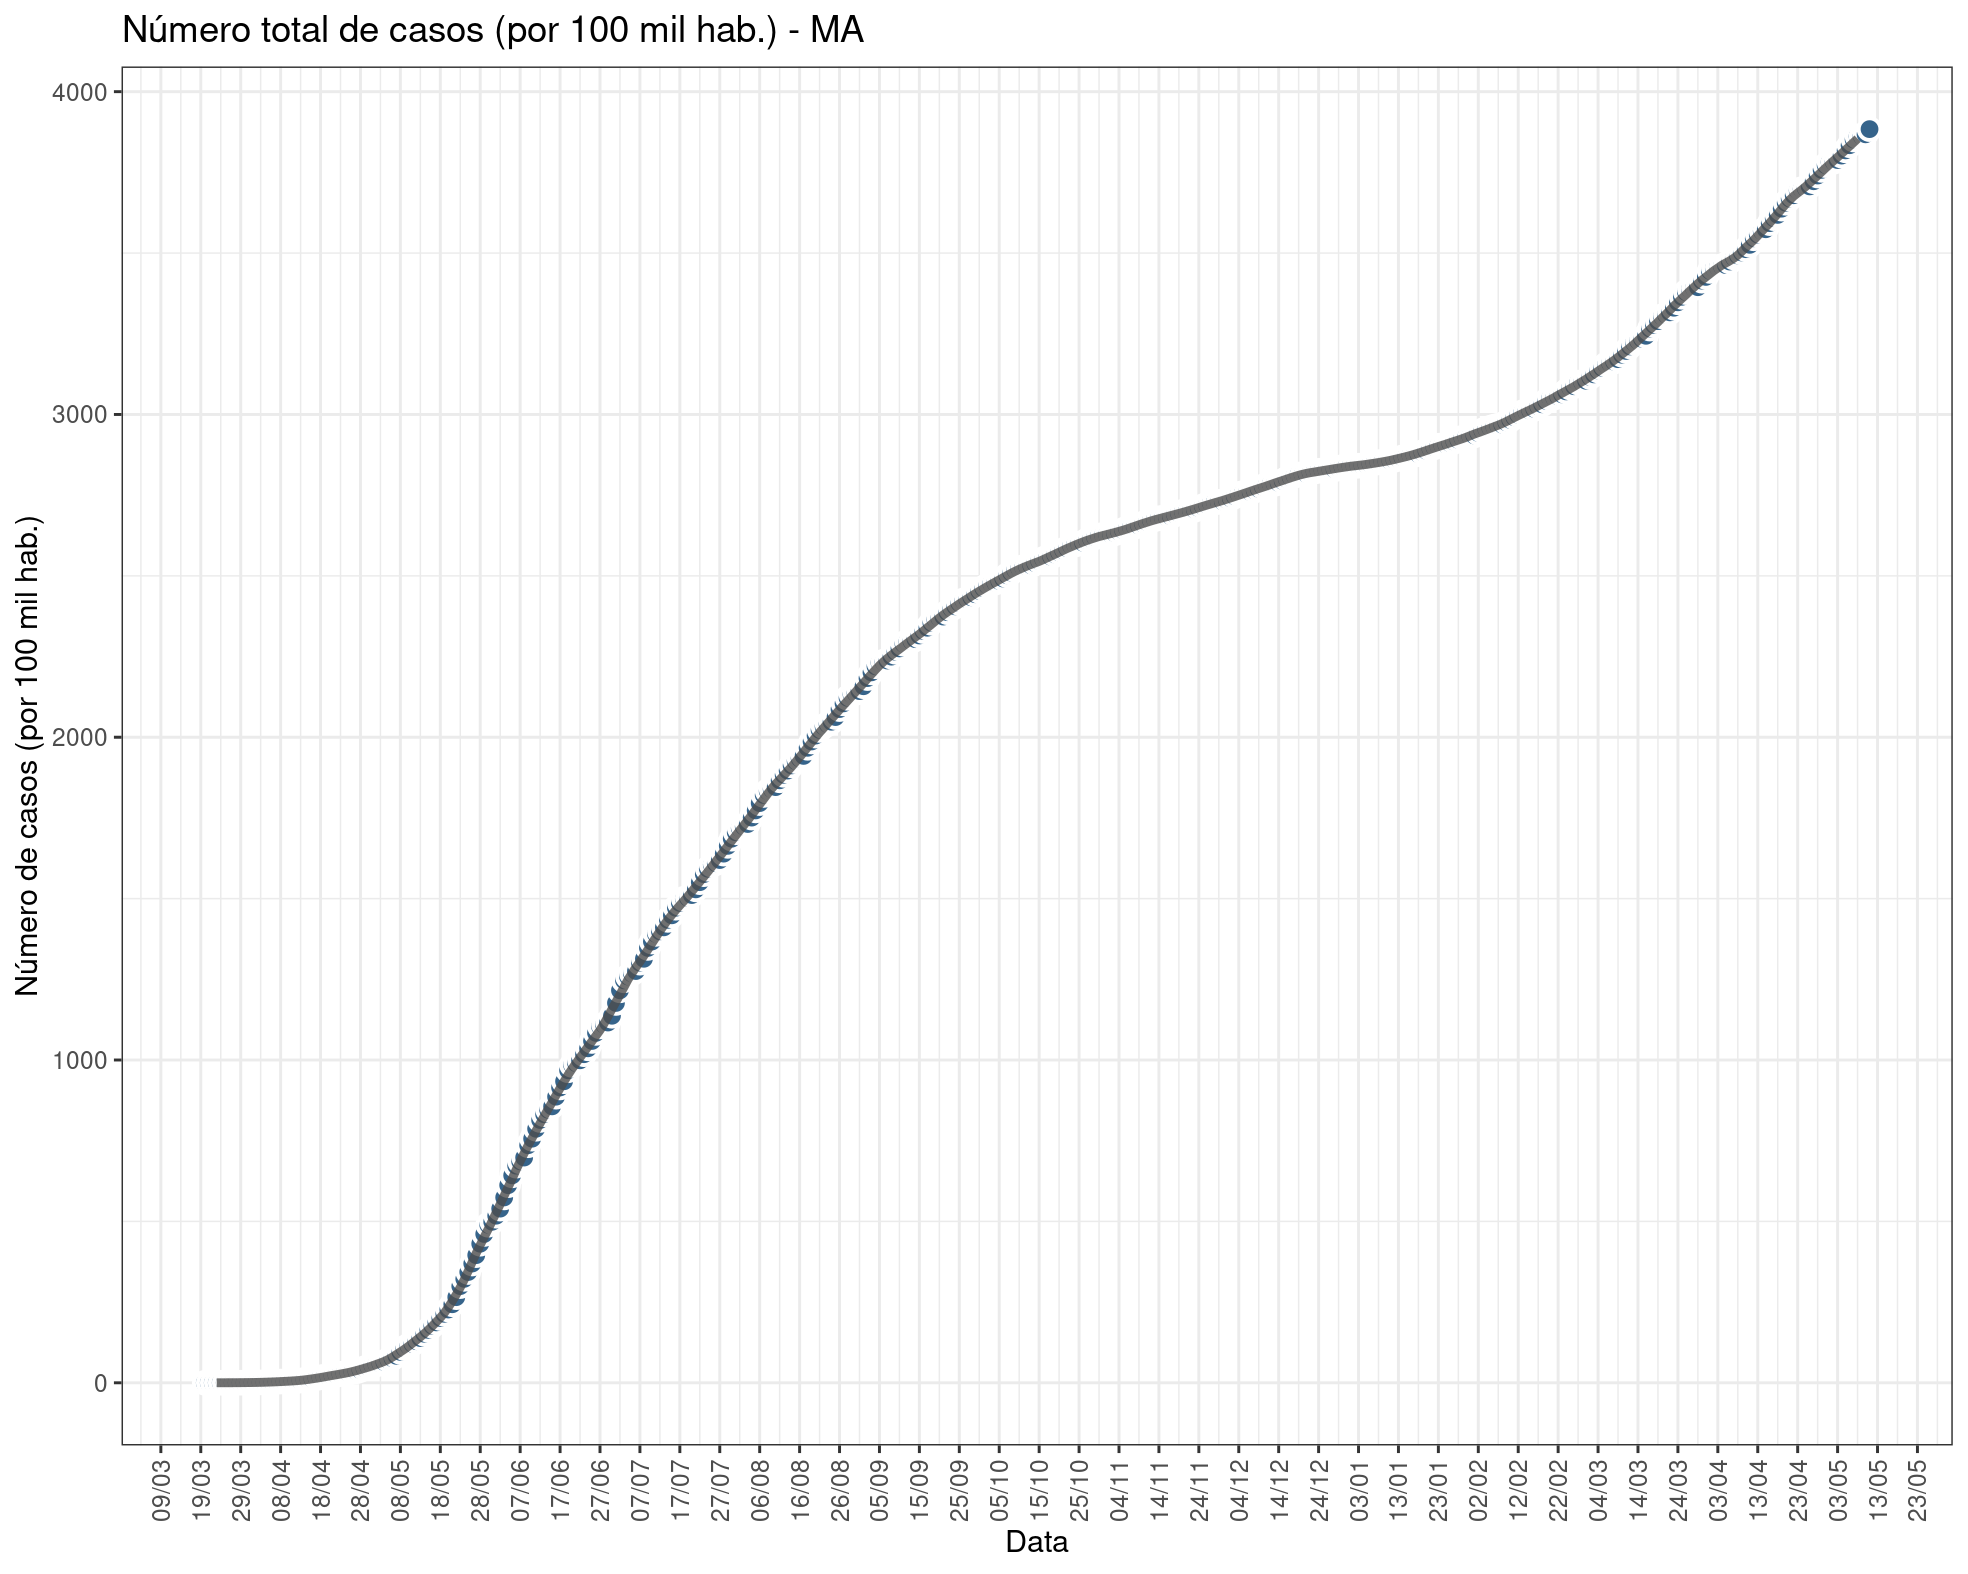 Número total de casos (por 100 mil hab.) - MA
Número de casos (por 100 mil hab.)
4000
3000
2000
1000
0
09/03 19/03 29/03 08/04 18/04 28/04 08/05 18/05 28/05 07/06 17/06 27/06 07/07 17/07 27/07 06/08 16/08 26/08 05/09 15/09 25/09 05/10 15/10 25/10 04/11 14/11 24/11 04/12 14/12 24/12 03/01 13/01 23/01 02/02 12/02 22/02 04/03 14/03 24/03 03/04 13/04 23/04 03/05 13/05 23/05
Data